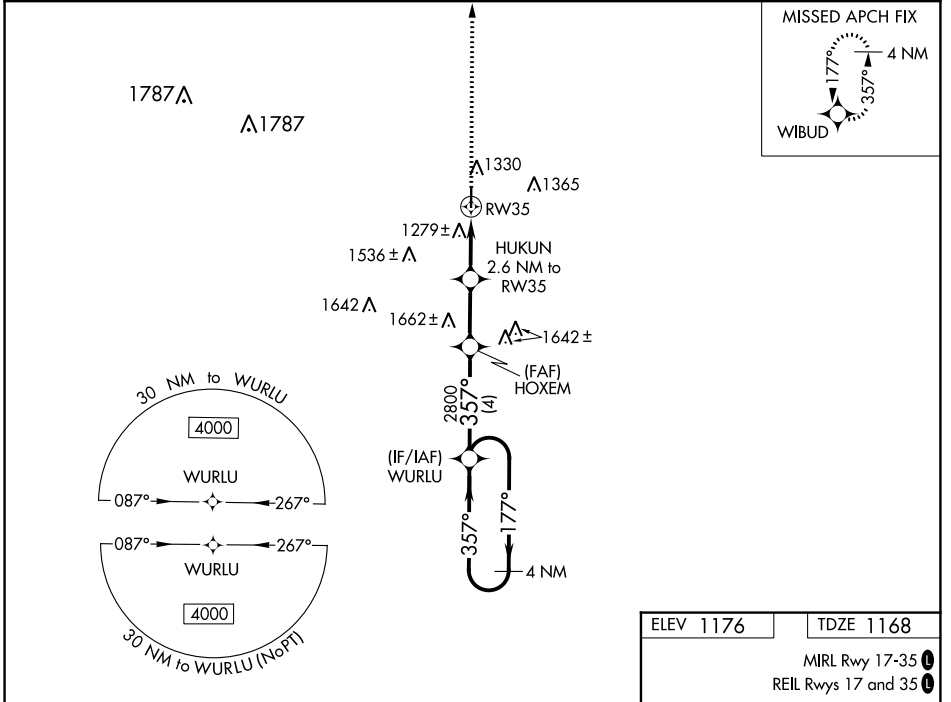 MISSED APCH FIX
4 NM
177°
357°
WIBUD
1787
1787
1330
1365
RW35
1279±
1536±
HUKUN
2.6 NM to
RW35
1642
1662±
1642±
(FAF)
HOXEM
2800
357°
(4)
(IF/IAF)
WURLU
357°
177°
4 NM
30 NM to WURLU
4000
WURLU
087°
267°
087°
267°
WURLU
4000
30 NM to WURLU (NoPT)
ELEV 1176
TDZE 1168
MIRL Rwy 17-35 L
REIL Rwys 17 and 35 L